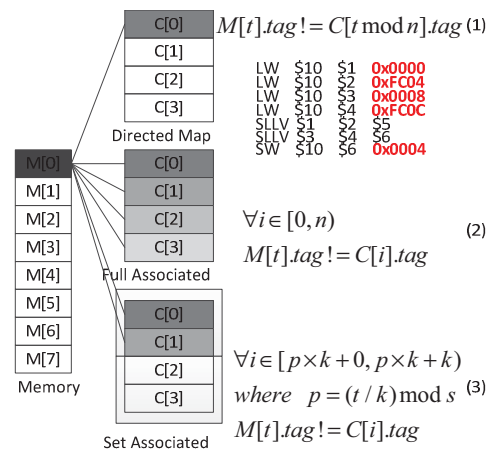 C[0]
C[1]
C[2]
C[3]
Directed Map
M[t].tag != C[t mod n].tag (1)
LW $10 $1 0x0000
LW $10 $2 0xFC04
LW $10 $3 0x0008
LW $10 $4 0xFC0C
SLLV $1 $2 $5
SLLV $3 $4 $6
SW $10 $6 0x0004
M[0]
M[1]
M[2]
M[3]
M[4]
M[5]
M[6]
M[7]
Memory
C[0]
C[1]
C[2]
C[3]
Full Associated
∀i∈[0,n)
(2)
M[t].tag != C[i].tag
C[0]
C[1]
C[2]
C[3]
Set Associated
∀i∈[p×k+0, p×k+k)
where p=(t/k)mod s (3)
M[t].tag != C[i].tag